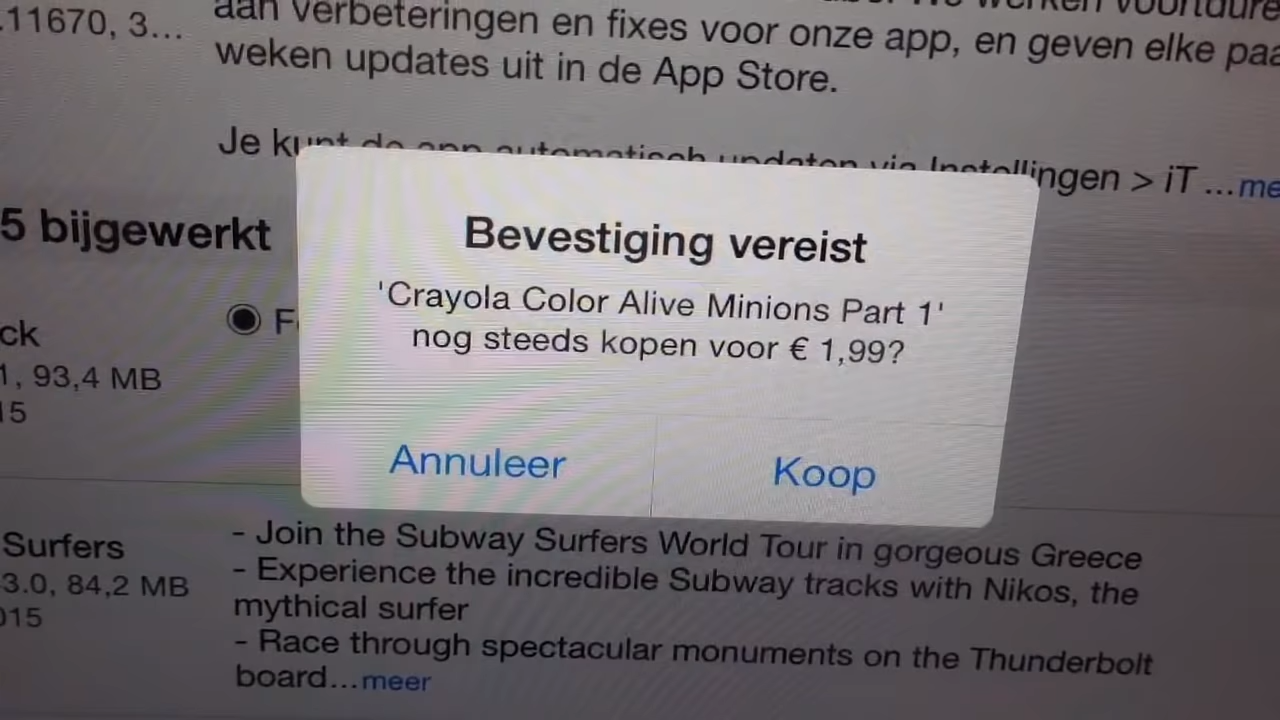 .11670, 3...
aan verbeteringen en fixes voor onze app, en geven elke paa
weken updates uit in de App Store.
Je kunt de app automatisch updaten via Instellingen > iT ...me
5 bijgewerkt
Bevestiging vereist
'Crayola Color Alive Minions Part 1'
nog steeds kopen voor € 1,99?
ck
1, 93,4 MB
15
Annuleer
Koop
Surfers
3.0, 84,2 MB
015
- Join the Subway Surfers World Tour in gorgeous Greece
- Experience the incredible Subway tracks with Nikos, the
mythical surfer
- Race through spectacular monuments on the Thunderbolt
board...meer